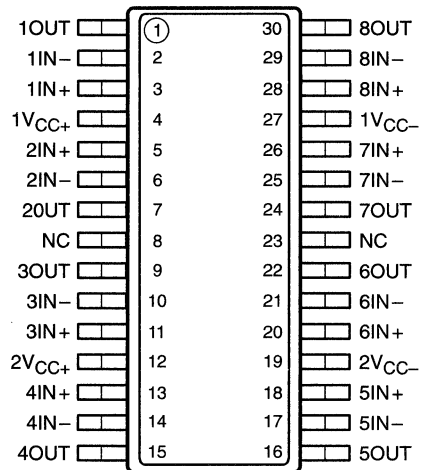 1OUT 1 30 8OUT
1IN− 2 29 8IN−
1IN+ 3 28 8IN+
1VCC+ 4 27 1VCC−
2IN+ 5 26 7IN+
2IN− 6 25 7IN−
20UT 7 24 7OUT
NC 8 23 NC
3OUT 9 22 6OUT
3IN− 10 21 6IN−
3IN+ 11 20 6IN+
2VCC+ 12 19 2VCC−
4IN+ 13 18 5IN+
4IN− 14 17 5IN−
4OUT 15 16 5OUT